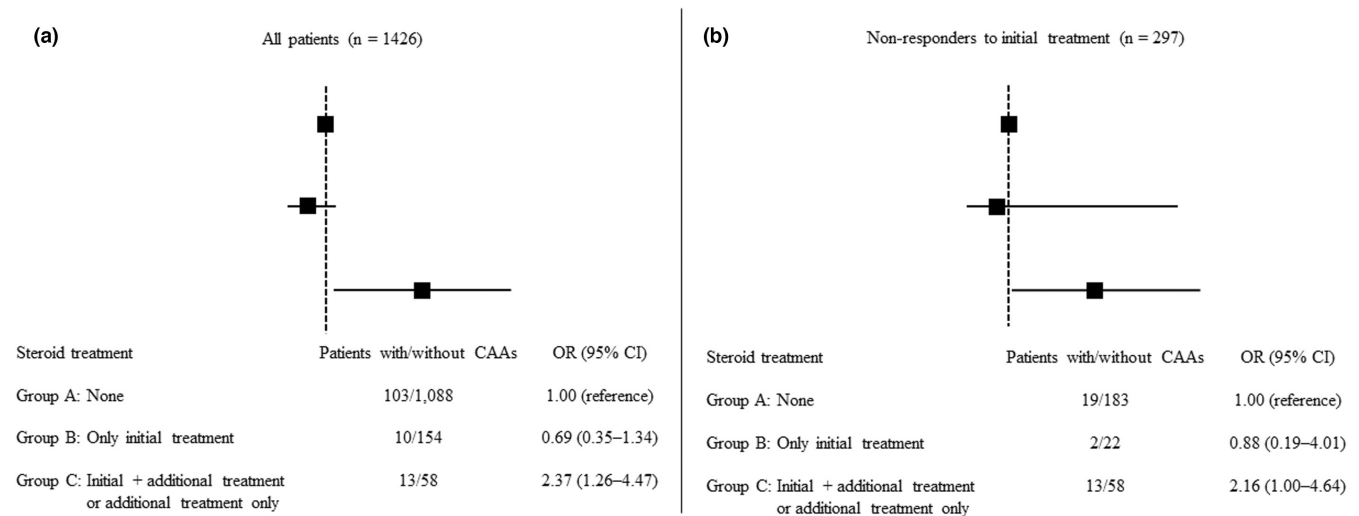 (a)
All patients (n = 1426)
Steroid treatment Patients with/without CAAs OR (95% CI)
Group A: None 103/1,088 1.00 (reference)
Group B: Only initial treatment 10/154 0.69 (0.35–1.34)
Group C: Initial + additional treatment 13/58 2.37 (1.26–4.47)
or additional treatment only
(b)
Non-responders to initial treatment (n = 297)
Steroid treatment Patients with/without CAAs OR (95% CI)
Group A: None 19/183 1.00 (reference)
Group B: Only initial treatment 2/22 0.88 (0.19–4.01)
Group C: Initial + additional treatment 13/58 2.16 (1.00–4.64)
or additional treatment only